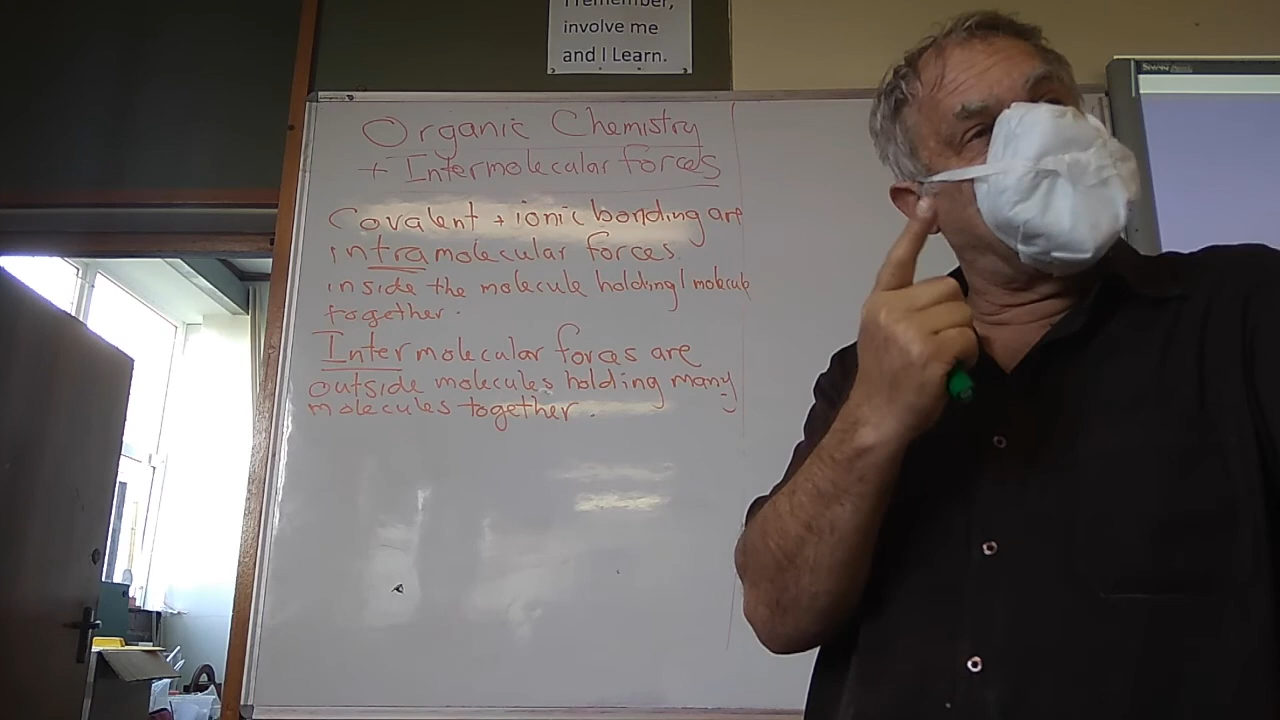 I remember,
involve me
and I Learn.
Organic Chemistry
+ Intermolecular forces
Covalent + ionic bonding are
intramolecular forces.
inside the molecule holding 1 molecule
together.
Intermolecular forces are
outside molecules holding many
molecules together.